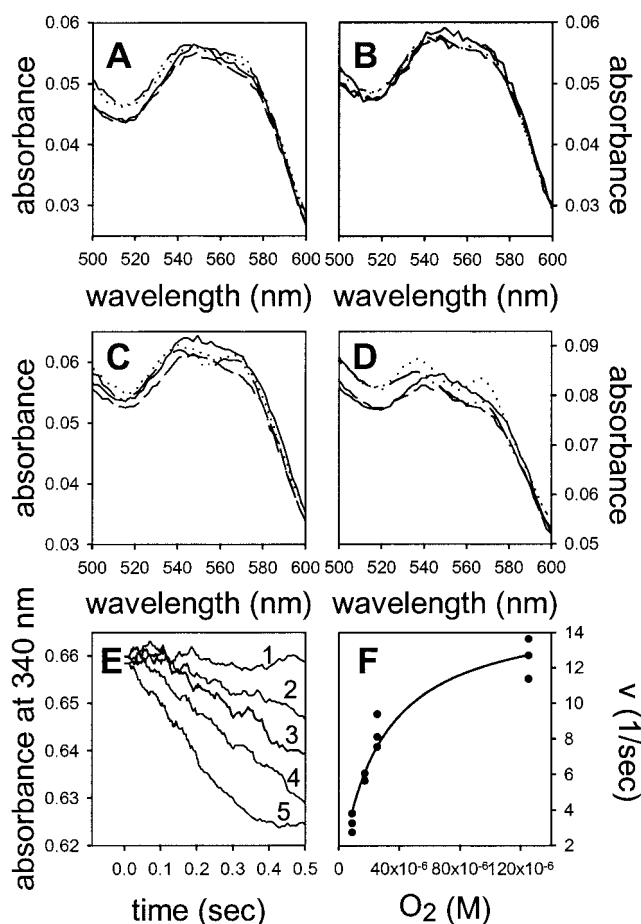 A
B
0.06
0.05
0.04
0.03
absorbance
0.06
0.05
0.04
0.03
absorbance
500 520 540 560 580 600
500 520 540 560 580 600
wavelength (nm)
wavelength (nm)
C
D
0.06
0.05
0.04
0.03
absorbance
0.09
0.08
0.07
0.06
0.05
absorbance
500 520 540 560 580 600
500 520 540 560 580 600
wavelength (nm)
wavelength (nm)
E
F
0.66
0.65
0.64
0.63
0.62
absorbance at 340 nm
1
2
3
4
5
14
12
10
8
6
4
2
v (1/sec)
0.0 0.1 0.2 0.3 0.4 0.5
0 40x10-6 80x10-6 120x10-6
time (sec)
O2 (M)